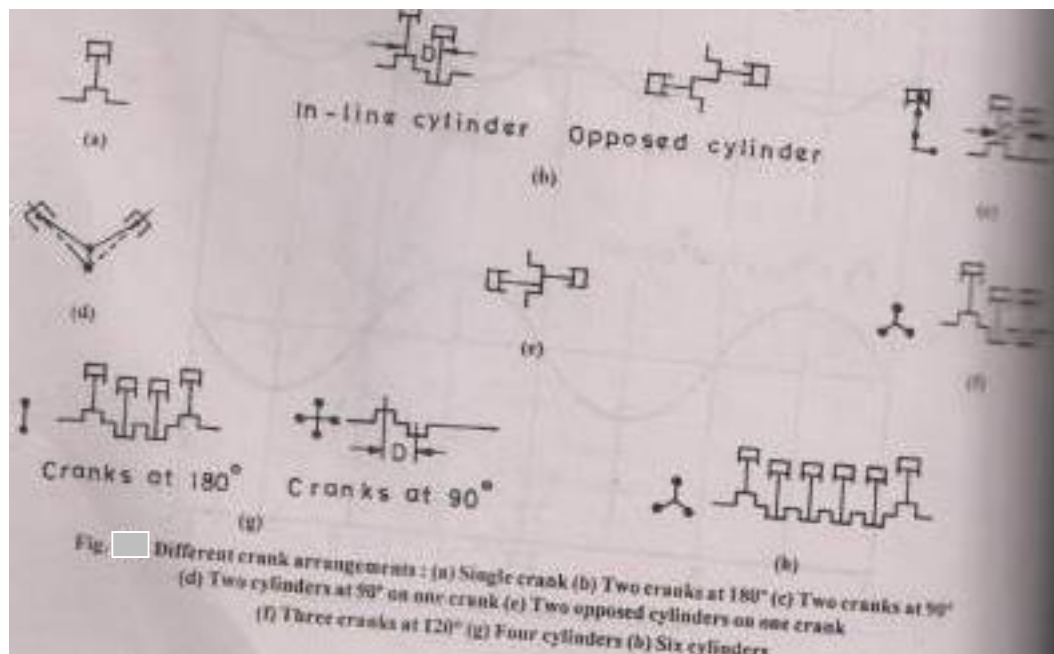 D
In-line cylinder
Opposed cylinder
(a)
(b)
(c)
(d)
(e)
(f)
D
Cranks at 180°
Cranks at 90°
(g)
(h)
Fig. Different crank arrangements : (a) Single crank (b) Two cranks at 180° (c) Two cranks at 90°
(d) Two cylinders at 90° on one crank (e) Two opposed cylinders on one crank
(f) Three cranks at 120° (g) Four cylinders (h) Six cylinders